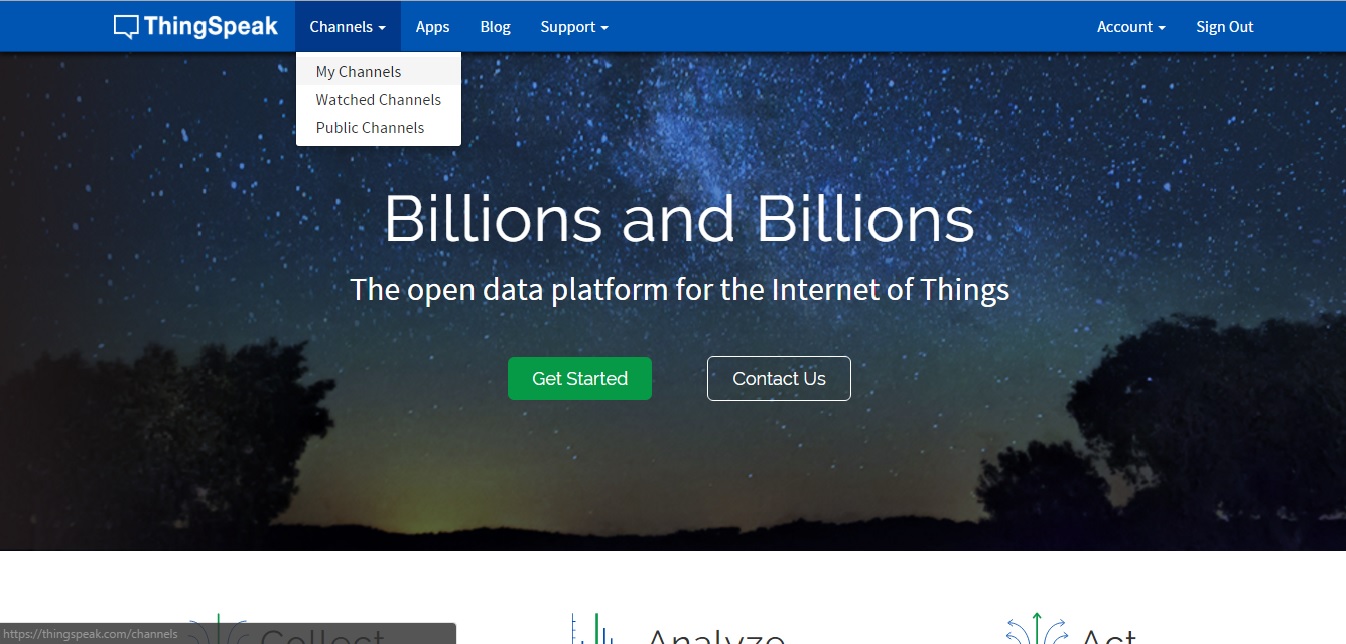 ThingSpeak Channels Apps Blog Support Account Sign Out
My Channels
Watched Channels
Public Channels
Billions and Billions
The open data platform for the Internet of Things
Get Started Contact Us
Collect Analyze Act
https://thingspeak.com/channels